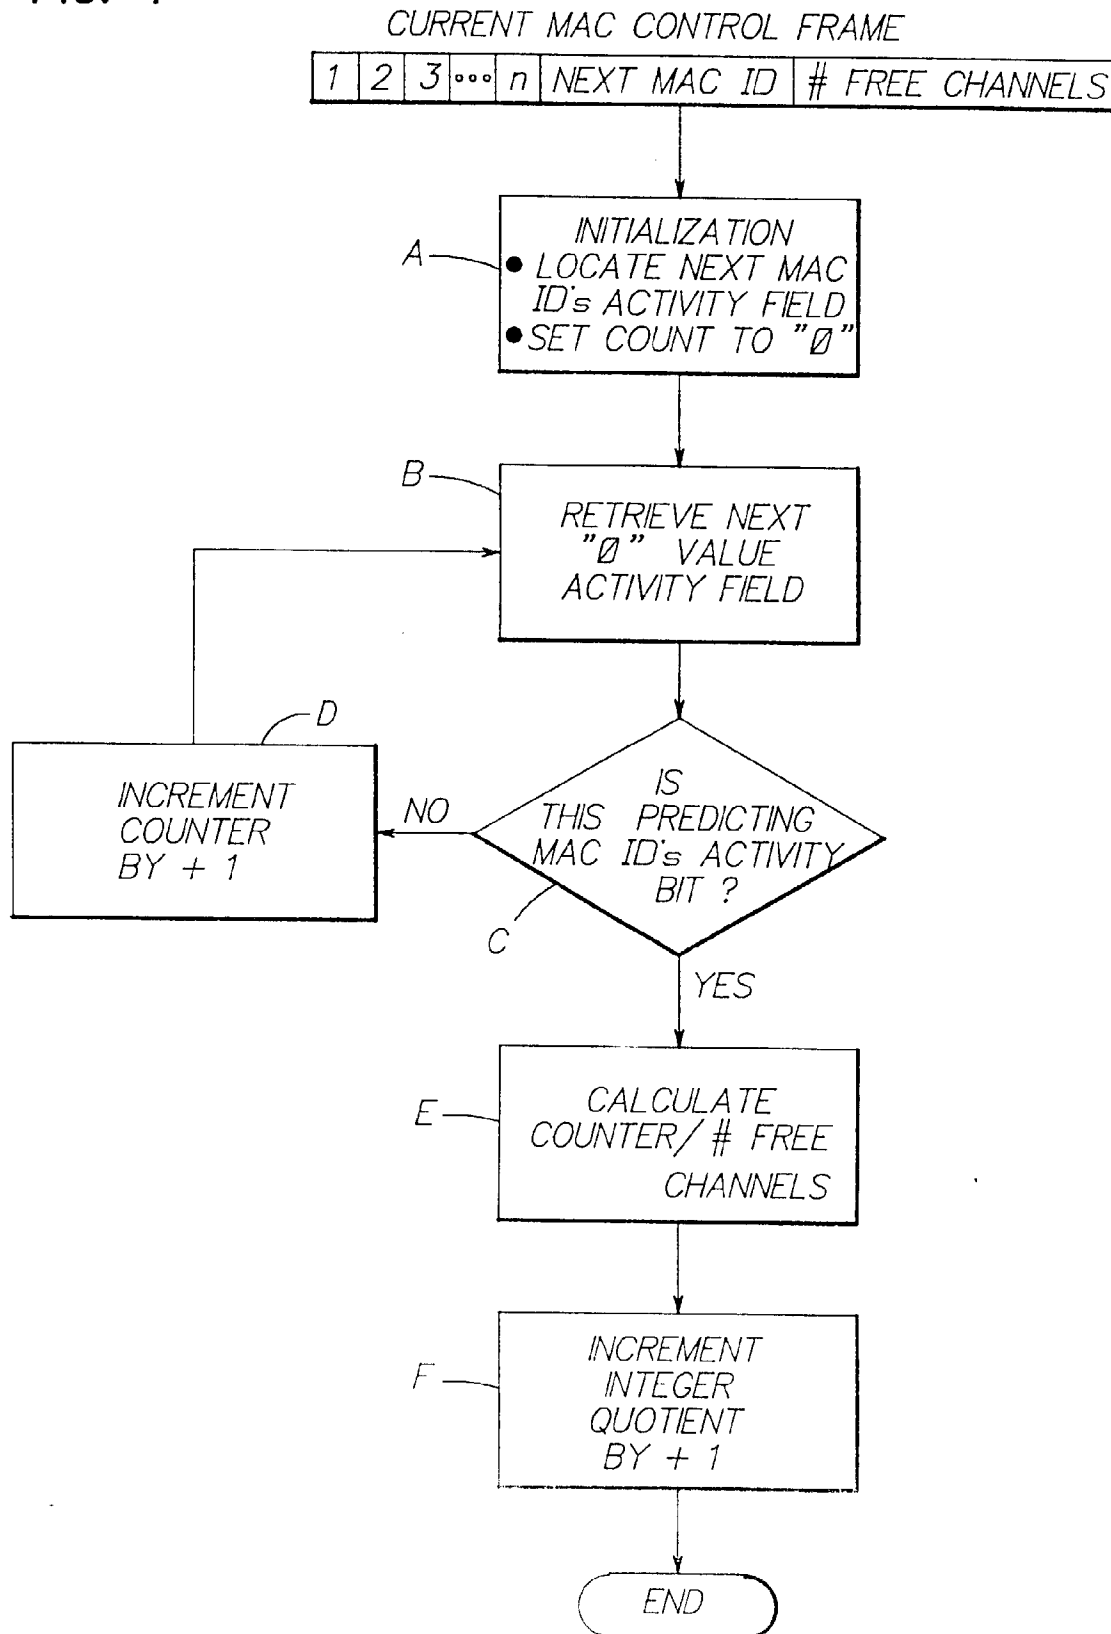 CURRENT MAC CONTROL FRAME
1 2 3 ••• n NEXT MAC ID # FREE CHANNELS
INITIALIZATION
A
• LOCATE NEXT MAC
ID's ACTIVITY FIELD
• SET COUNT TO "Ø"
B
RETRIEVE NEXT
"Ø" VALUE
ACTIVITY FIELD
D
INCREMENT
COUNTER
BY + 1
NO
IS
THIS PREDICTING
MAC ID's ACTIVITY
BIT ?
C
YES
E
CALCULATE
COUNTER/ # FREE
CHANNELS
F
INCREMENT
INTEGER
QUOTIENT
BY + 1
END